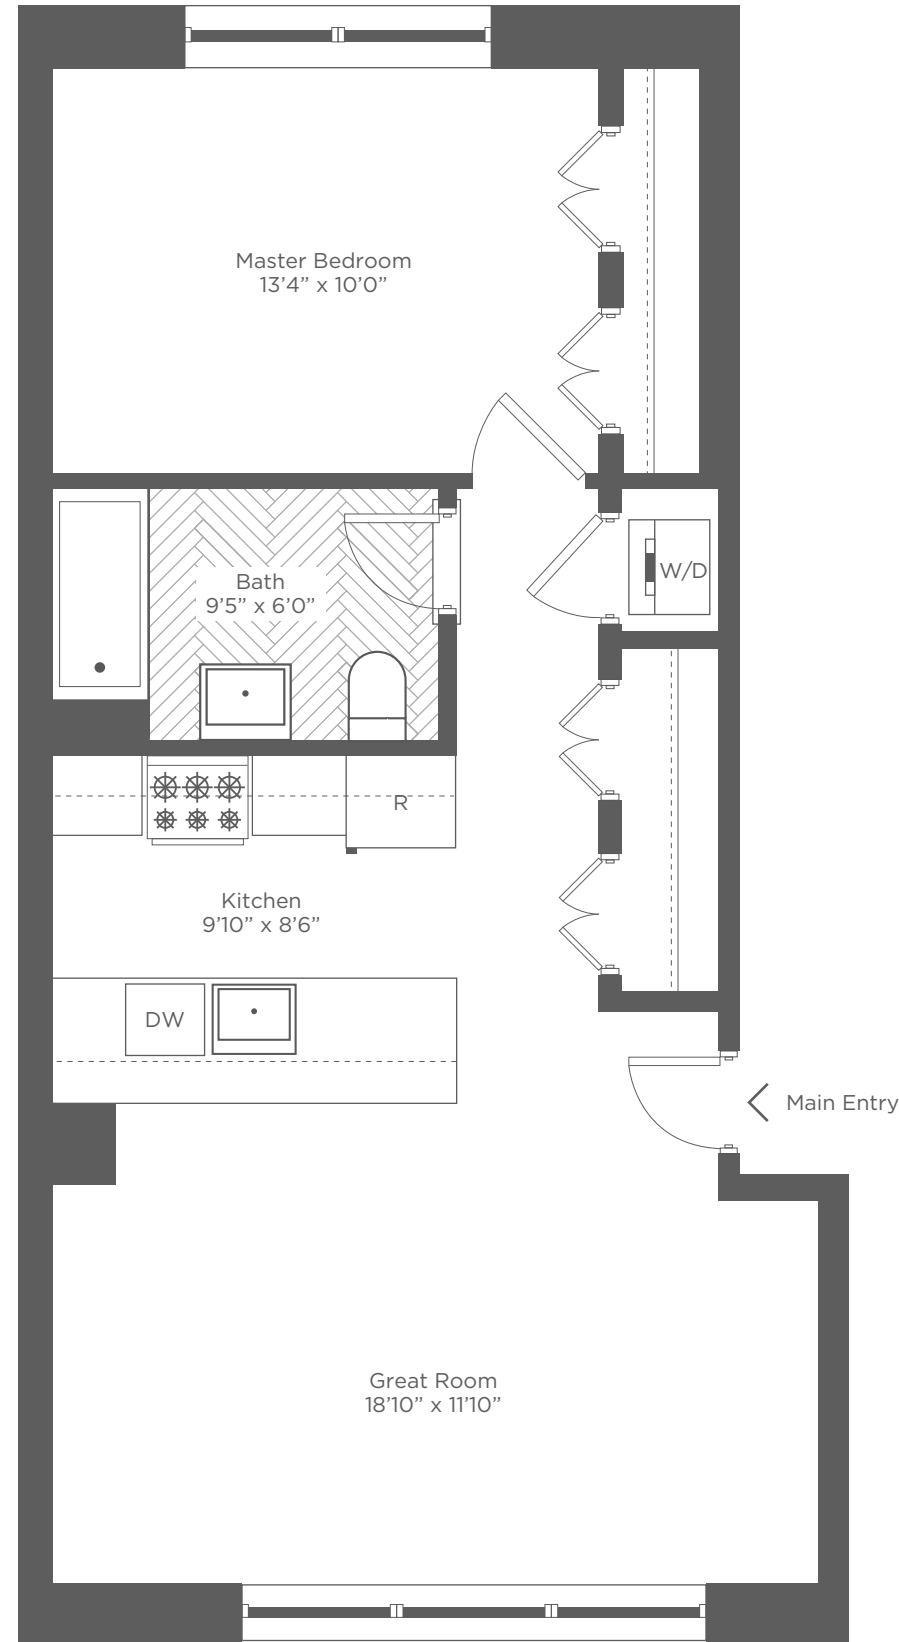 Master Bedroom
13’4” x 10’0”
W/D
Bath
9’5” x 6’0”
R
Kitchen
9’10” x 8’6”
DW
Main Entry
Great Room
18’10” x 11’10”